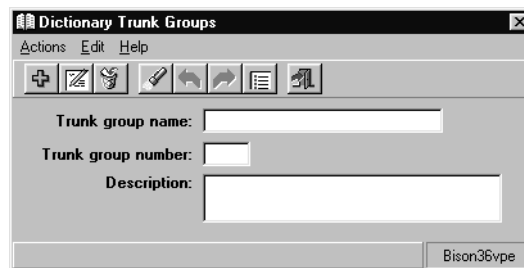 Dictionary Trunk Groups
Actions Edit Help
Trunk group name:
Trunk group number:
Description:
Bison36vpe